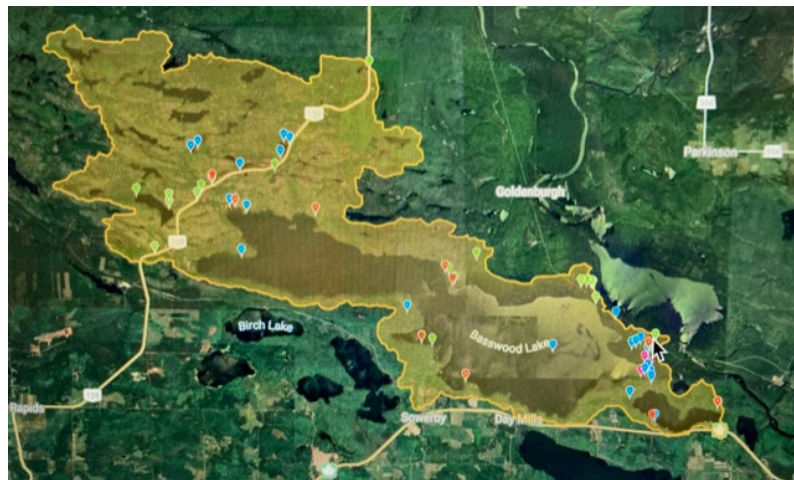 Parkinson
Goldenburgh
Birch Lake
Basswood Lake
Rapids
Sowerby
Day Mills